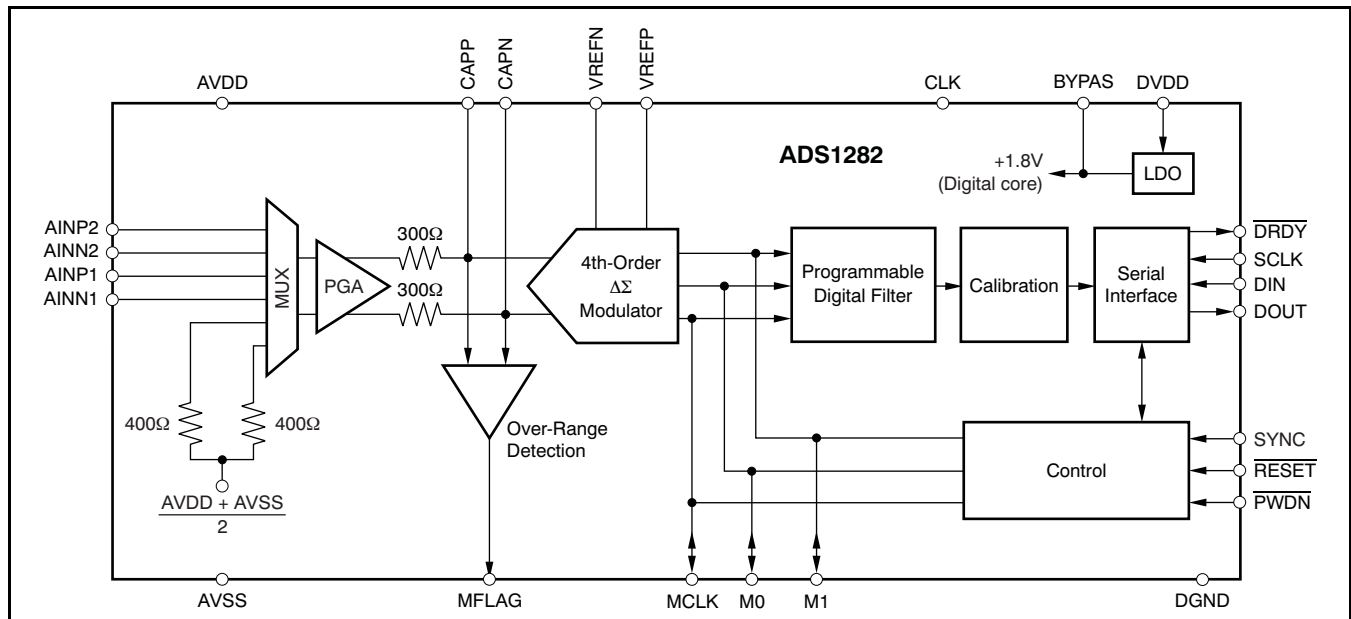 CAPP
CAPN
VREFN
VREFP
AVDD
CLK
BYPAS
DVDD
ADS1282
+1.8V
(Digital core)
LDO
AINP2
AINN2
AINP1
AINN1
MUX
PGA
300Ω
300Ω
4th-Order
ΔΣ
Modulator
Programmable
Digital Filter
Calibration
Serial
Interface
DRDY
SCLK
DIN
DOUT
400Ω
400Ω
AVDD + AVSS
2
Over-Range
Detection
Control
SYNC
RESET
PWDN
AVSS
MFLAG
MCLK
M0
M1
DGND